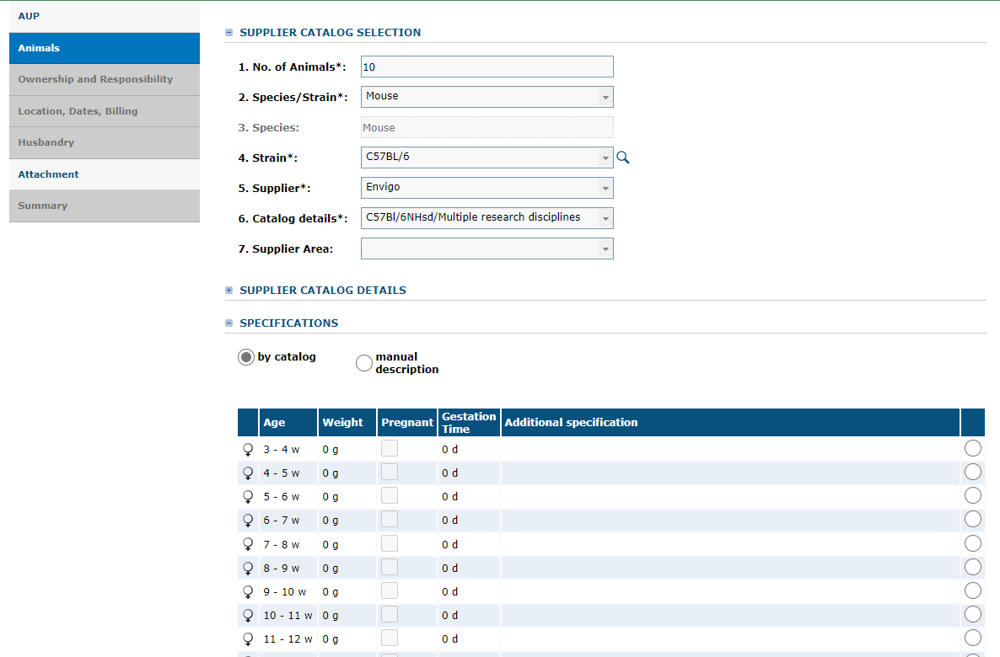 AUP
Animals
Ownership and Responsibility
Location, Dates, Billing
Husbandry
Attachment
Summary
SUPPLIER CATALOG SELECTION
1. No. of Animals*: 10
2. Species/Strain*: Mouse
3. Species: Mouse
4. Strain*: C57BL/6
5. Supplier*: Envigo
6. Catalog details*: C57Bl/6NHsd/Multiple research disciplines
7. Supplier Area:
SUPPLIER CATALOG DETAILS
SPECIFICATIONS
by catalog
manual
description
Age Weight Pregnant Gestation Time Additional specification
♀ 3 - 4 w 0 g 0 d
♀ 4 - 5 w 0 g 0 d
♀ 5 - 6 w 0 g 0 d
♀ 6 - 7 w 0 g 0 d
♀ 7 - 8 w 0 g 0 d
♀ 8 - 9 w 0 g 0 d
♀ 9 - 10 w 0 g 0 d
♀ 10 - 11 w 0 g 0 d
♀ 11 - 12 w 0 g 0 d